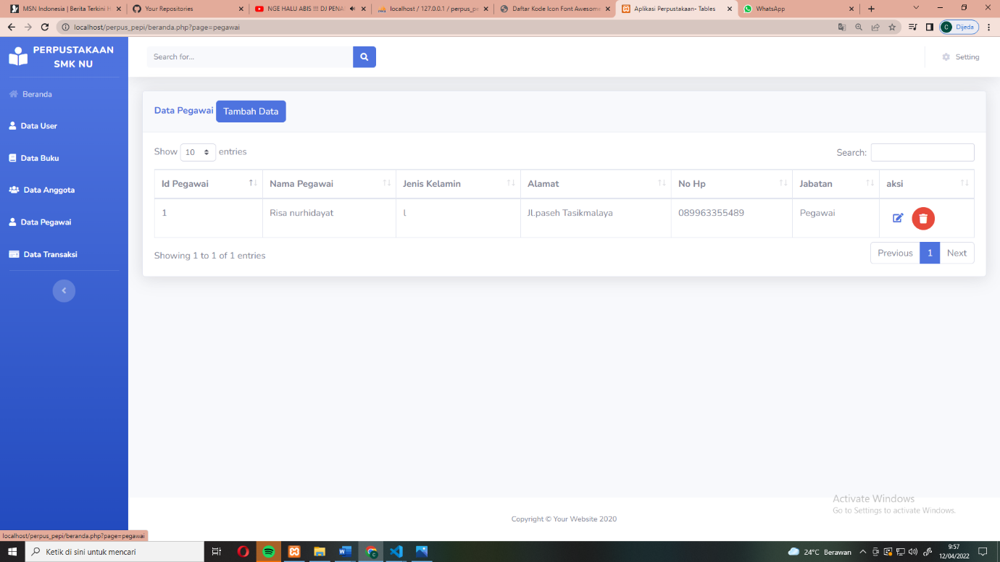 MSN Indonesia | Berita Terkini H
Your Repositories
NGE HALU ABIS !!! DJ PENA
localhost / 127.0.0.1 / perpus_pe
Daftar Kode Icon Font Awesome
Aplikasi Perpustakaan- Tables
WhatsApp
localhost/perpus_pepi/beranda.php?page=pegawai
C
Dijeda
PERPUSTAKAAN
SMK NU
Search for...
Setting
Beranda
Data User
Data Buku
Data Anggota
Data Pegawai
Data Transaksi
Data Pegawai
Tambah Data
Show 10 entries
Search:
Id Pegawai
Nama Pegawai
Jenis Kelamin
Alamat
No Hp
Jabatan
aksi
1
Risa nurhidayat
l
Jl.paseh Tasikmalaya
089963355489
Pegawai
Showing 1 to 1 of 1 entries
Previous
1
Next
Activate Windows
Go to Settings to activate Windows.
Copyright © Your Website 2020
localhost/perpus_pepi/beranda.php?page=pegawai
Ketik di sini untuk mencari
24°C Berawan
9:57
12/04/2022